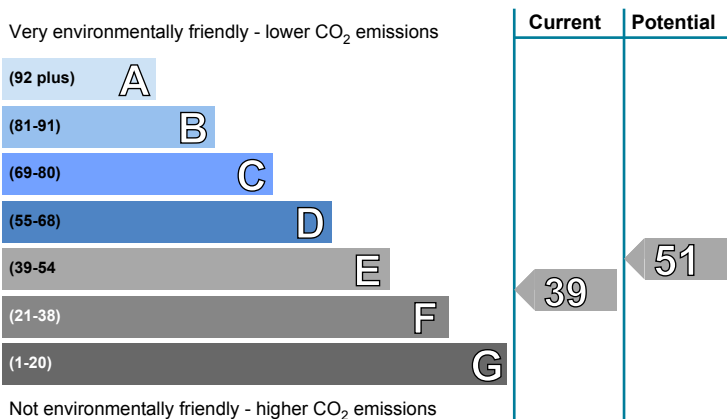 Current Potential
Very environmentally friendly - lower CO2 emissions
(92 plus) A
(81-91) B
(69-80) C
(55-68) D
(39-54 E
51
39
(21-38) F
(1-20) G
Not environmentally friendly - higher CO2 emissions